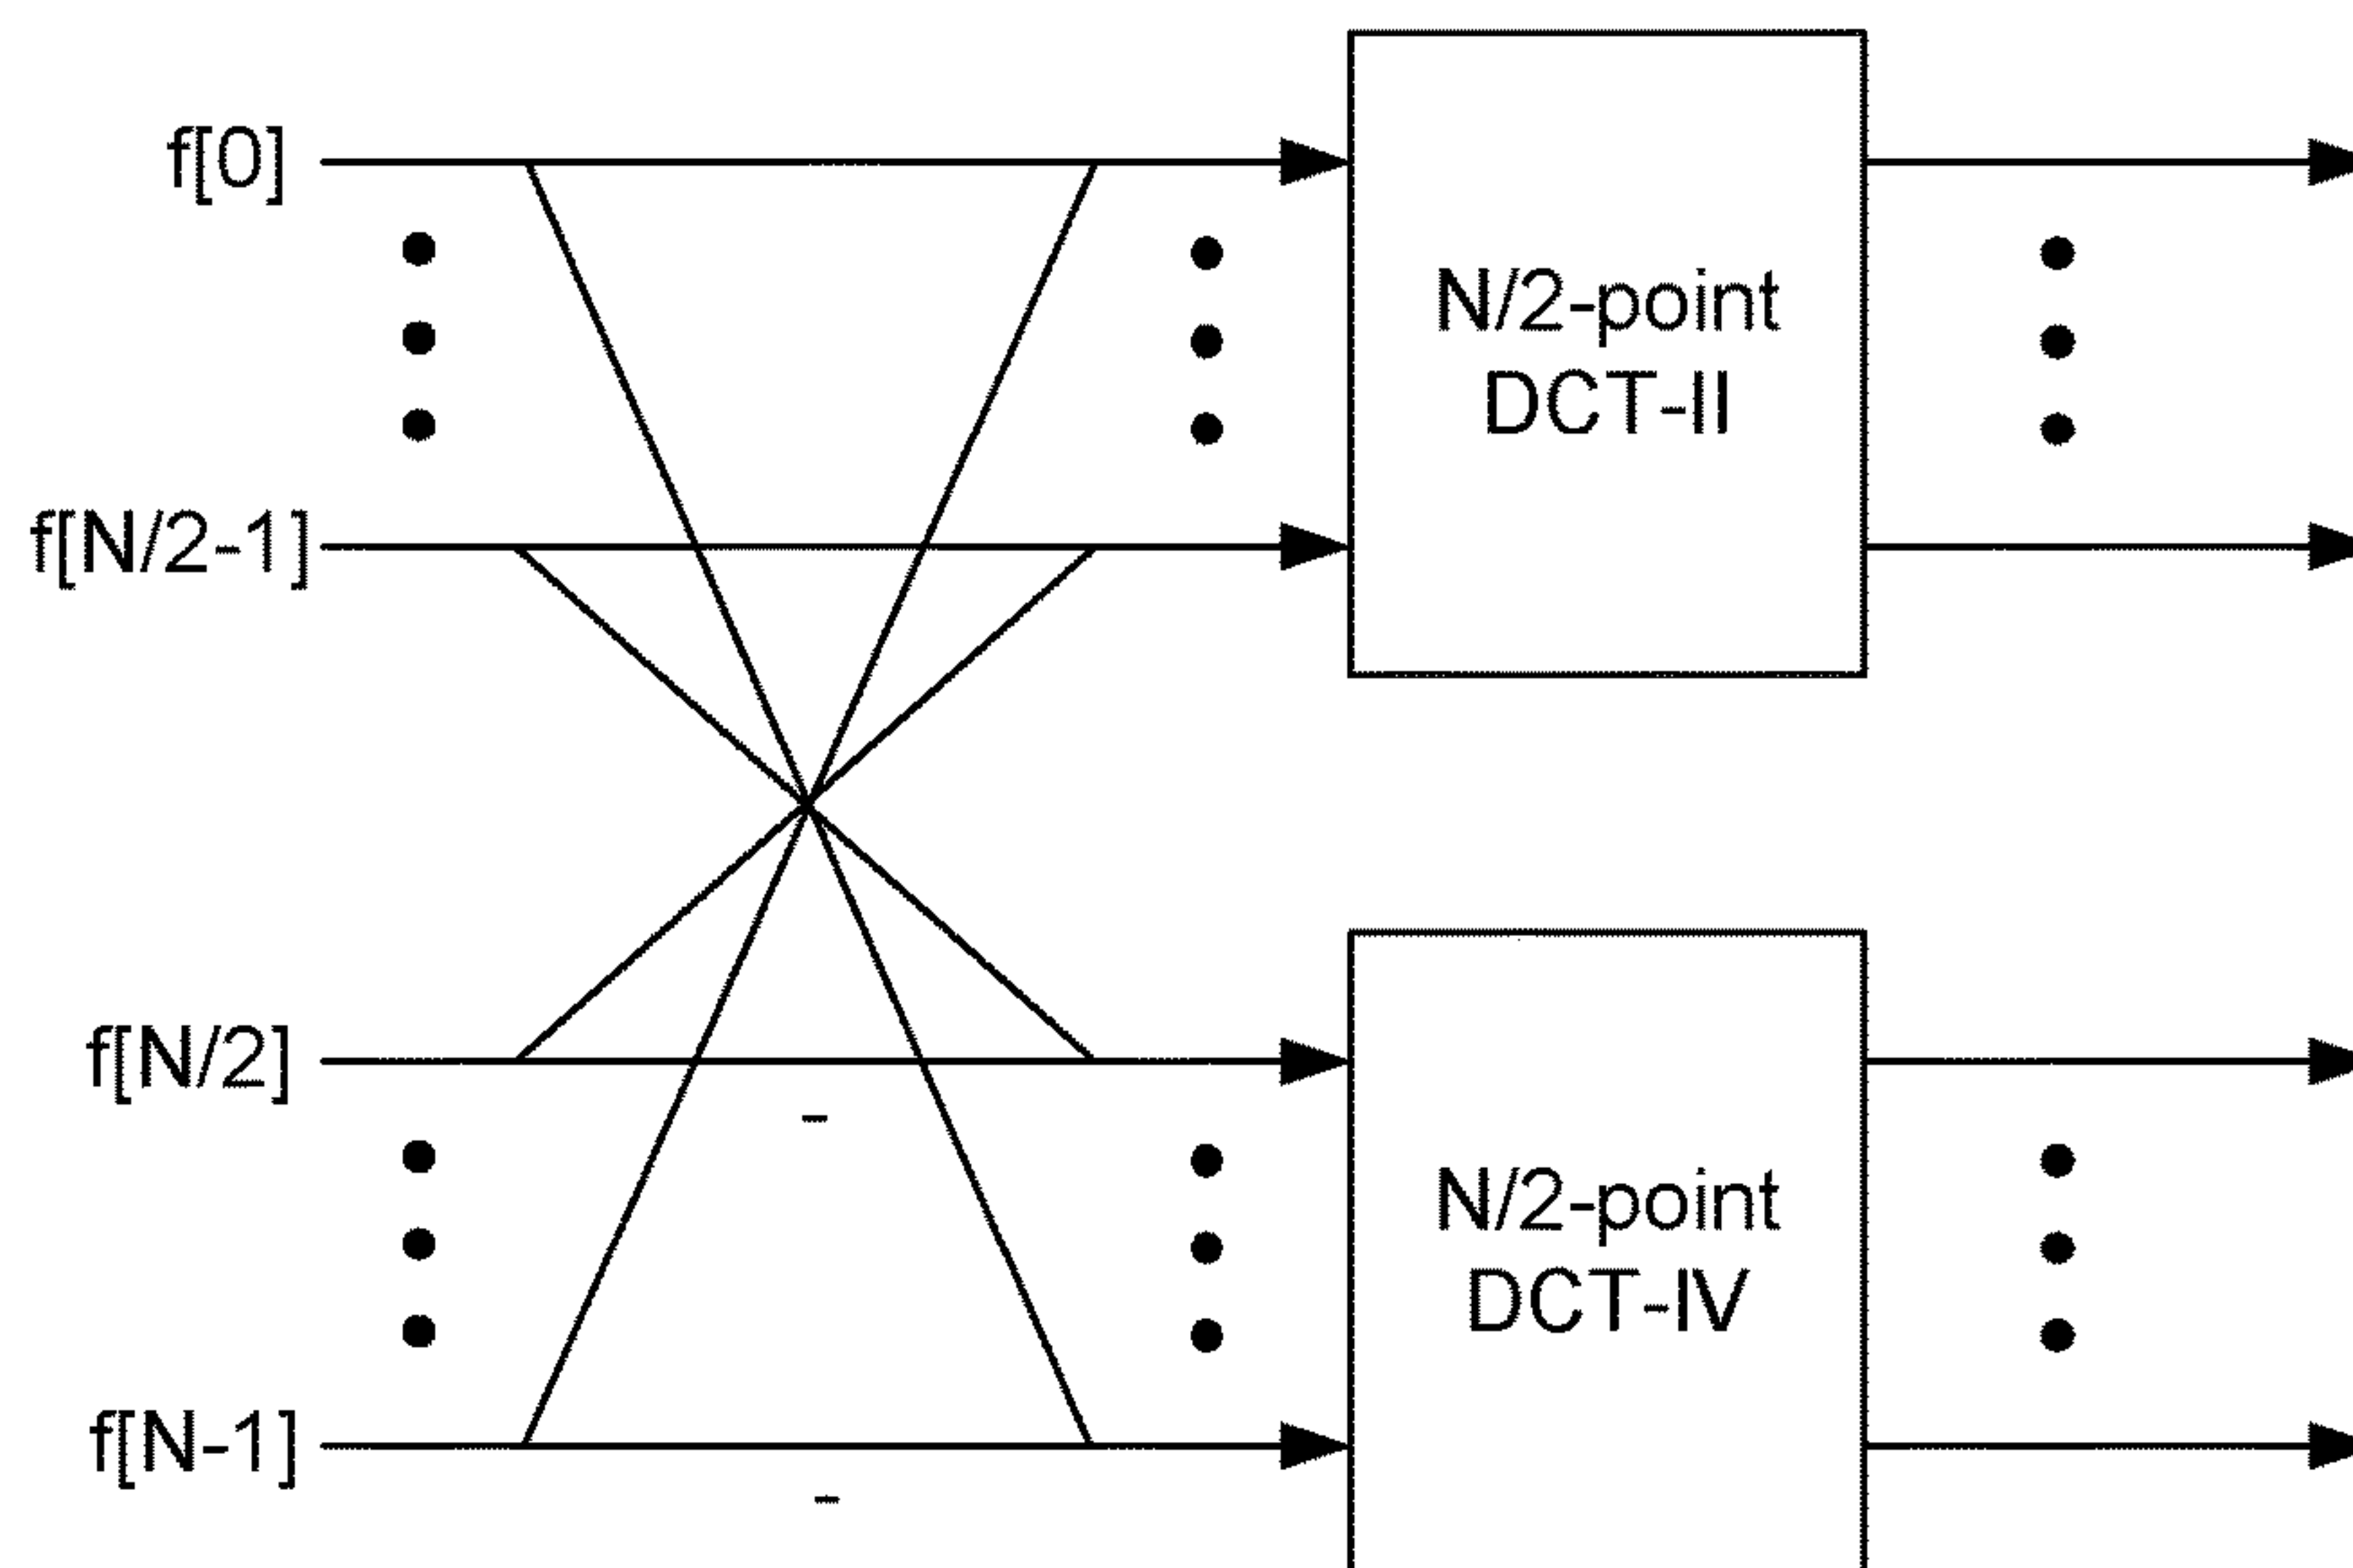 f[0]
N/2-point
DCT-II
f[N/2-1]
f[N/2]
-
N/2-point
DCT-IV
f[N-1]
-